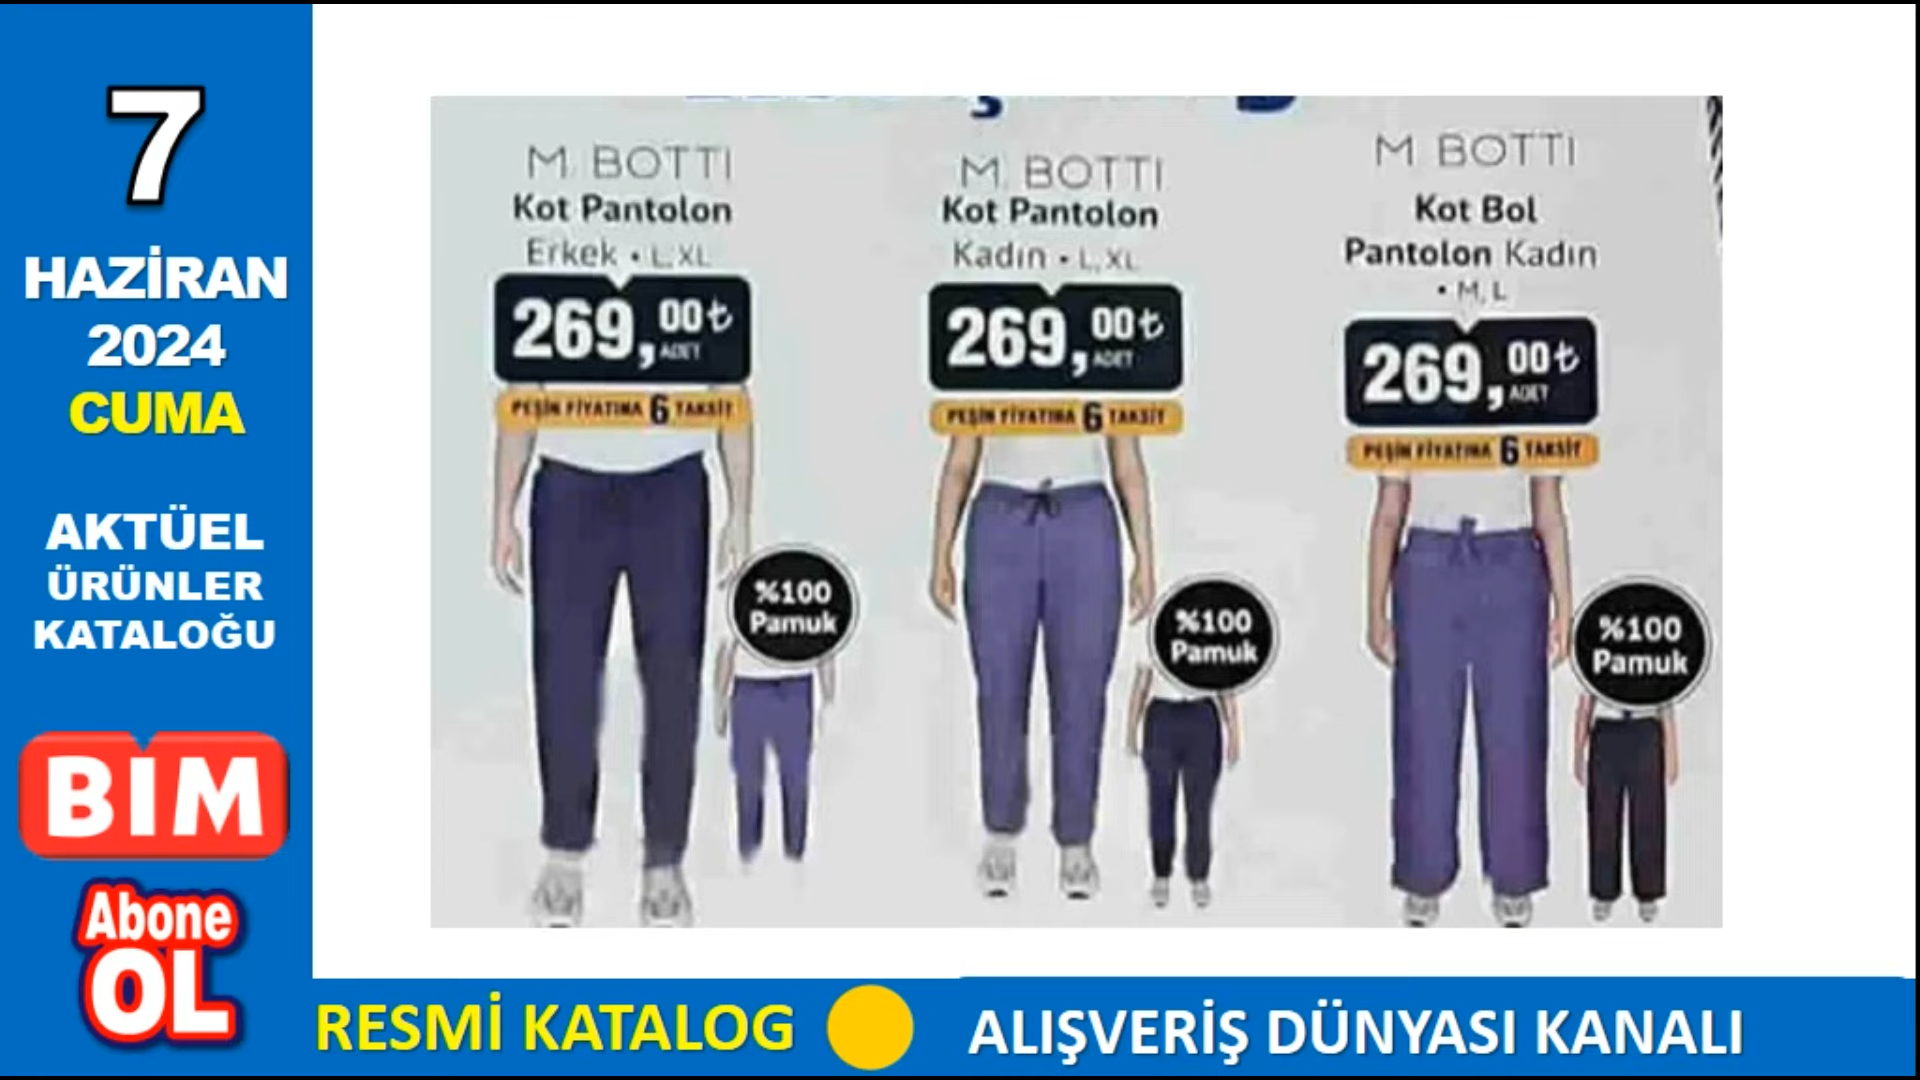 7
HAZİRAN
2024
CUMA
AKTÜEL
ÜRÜNLER
KATALOĞU
BİM
Abone
OL
M. BOTTI
Kot Pantolon
Erkek • L, XL
269,00₺
ADET
PEŞİN FİYATINA 6 TAKSİT
%100
Pamuk
M. BOTTI
Kot Pantolon
Kadın • L, XL
269,00₺
ADET
PEŞİN FİYATINA 6 TAKSİT
%100
Pamuk
M. BOTTI
Kot Bol
Pantolon Kadın
• M, L
269,00₺
ADET
PEŞİN FİYATINA 6 TAKSİT
%100
Pamuk
RESMİ KATALOG
ALIŞVERİŞ DÜNYASI KANALI